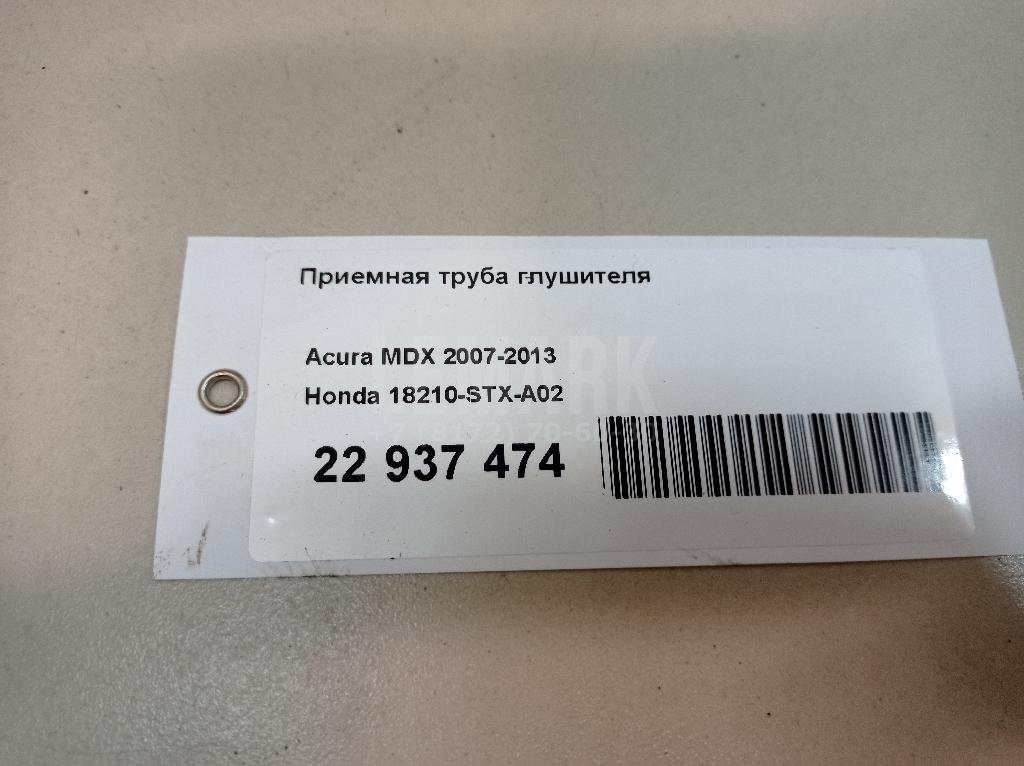 Приемная труба глушителя
Acura MDX 2007-2013
Honda 18210-STX-A02
22 937 474